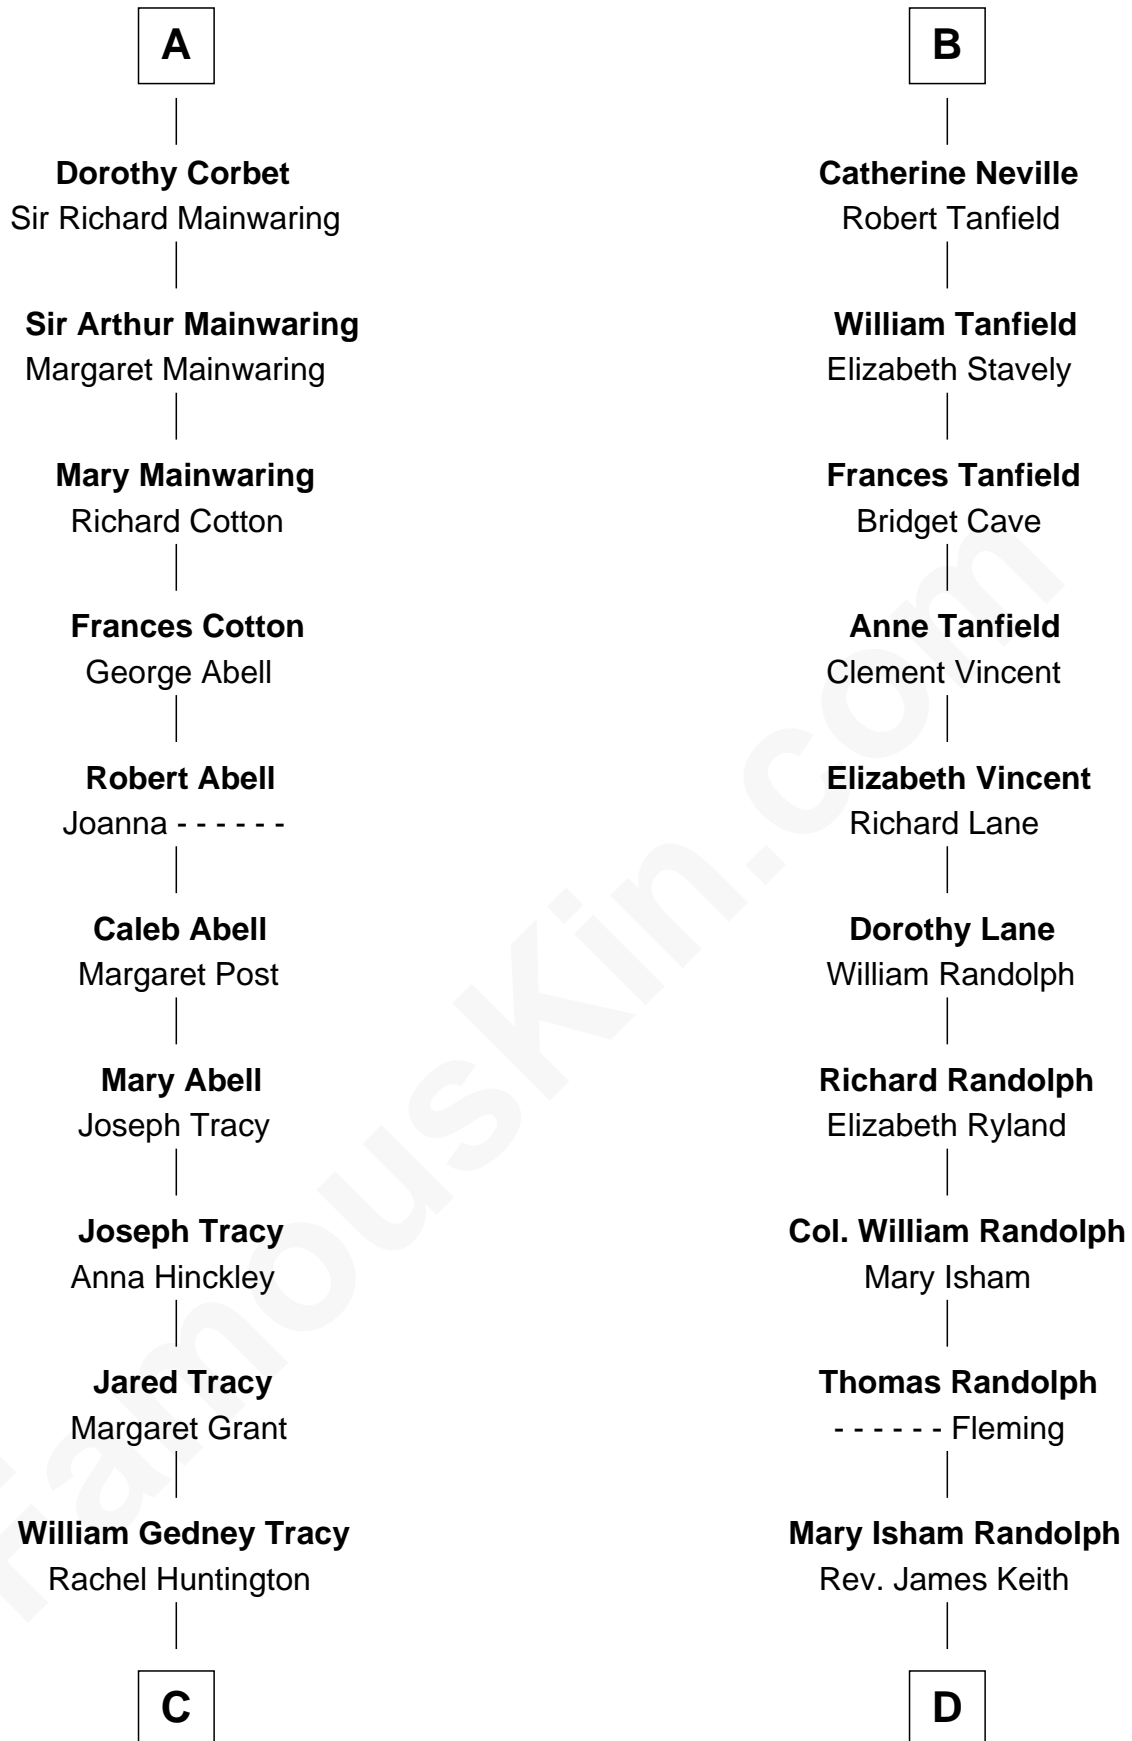 A
Dorothy Corbet
Sir Richard Mainwaring
Sir Arthur Mainwaring
Margaret Mainwaring
Mary Mainwaring
Richard Cotton
Frances Cotton
George Abell
Robert Abell
Joanna - - - - - -
Caleb Abell
Margaret Post
Mary Abell
Joseph Tracy
Joseph Tracy
Anna Hinckley
Jared Tracy
Margaret Grant
William Gedney Tracy
Rachel Huntington
C
B
Catherine Neville
Robert Tanfield
William Tanfield
Elizabeth Stavely
Frances Tanfield
Bridget Cave
Anne Tanfield
Clement Vincent
Elizabeth Vincent
Richard Lane
Dorothy Lane
William Randolph
Richard Randolph
Elizabeth Ryland
Col. William Randolph
Mary Isham
Thomas Randolph
- - - - - - Fleming
Mary Isham Randolph
Rev. James Keith
D
FamousKin.com